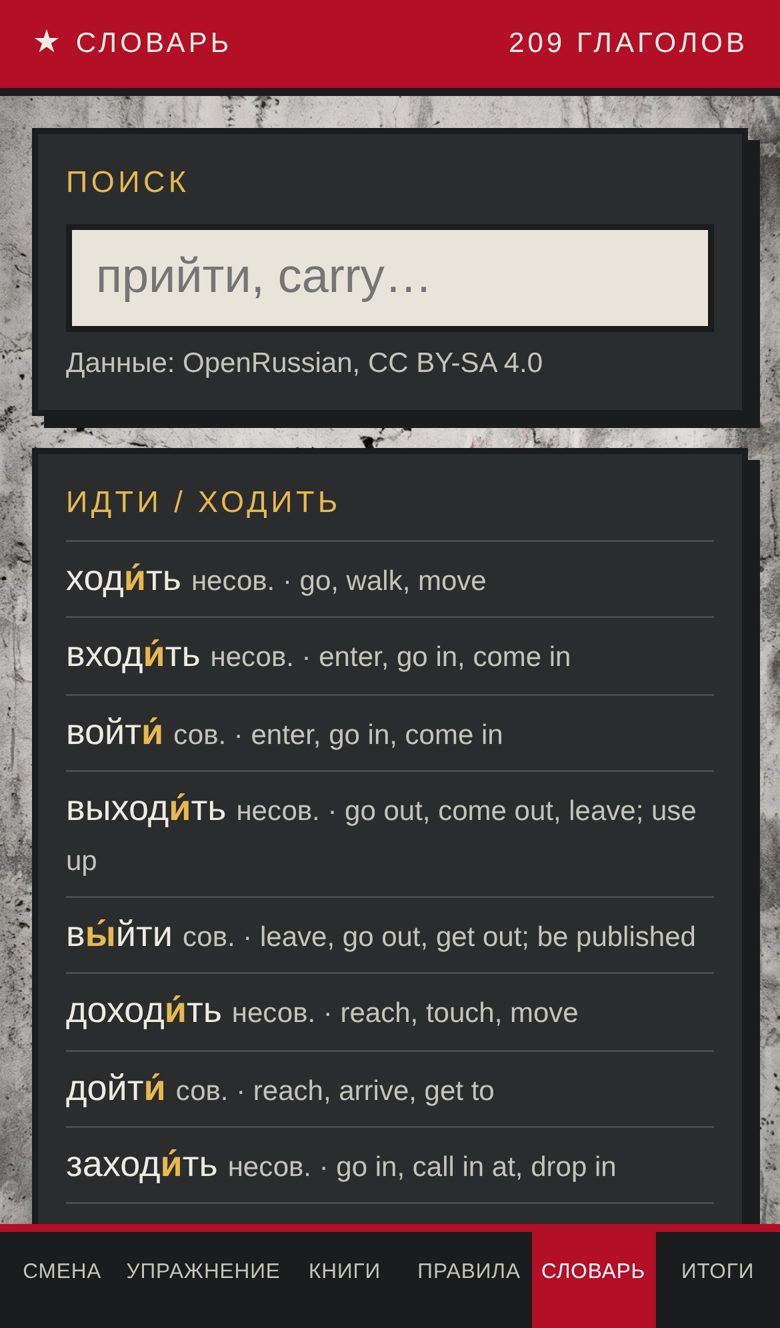 ★ СЛОВАРЬ
209 ГЛАГОЛОВ
ПОИСК
прийти, carry…
Данные: OpenRussian, CC BY-SA 4.0
ИДТИ / ХОДИТЬ
ходи́ть несов. · go, walk, move
входи́ть несов. · enter, go in, come in
войти́ сов. · enter, go in, come in
выходи́ть несов. · go out, come out, leave; use
up
вы́йти сов. · leave, go out, get out; be published
доходи́ть несов. · reach, touch, move
дойти́ сов. · reach, arrive, get to
заходи́ть несов. · go in, call in at, drop in
СМЕНА УПРАЖНЕНИЕ КНИГИ ПРАВИЛА СЛОВАРЬ ИТОГИ